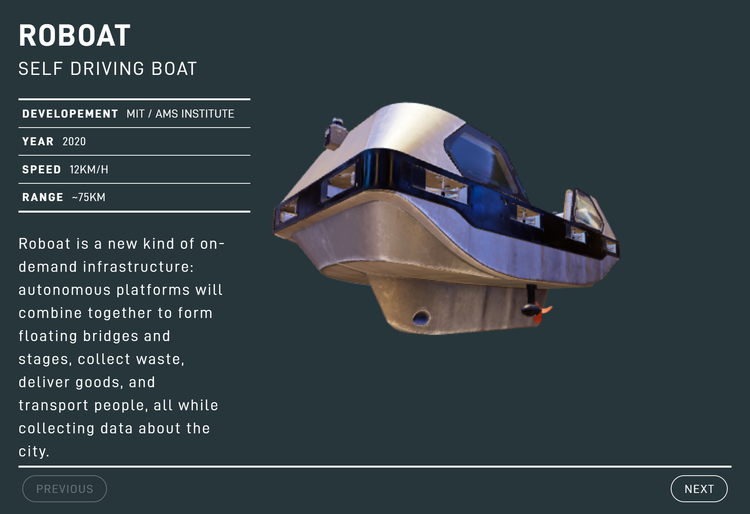 ROBOAT
SELF DRIVING BOAT
DEVELOPEMENT MIT / AMS INSTITUTE
YEAR 2020
SPEED 12KM/H
RANGE ~75KM
Roboat is a new kind of on-
demand infrastructure:
autonomous platforms will
combine together to form
floating bridges and
stages, collect waste,
deliver goods, and
transport people, all while
collecting data about the
city.
PREVIOUS
NEXT